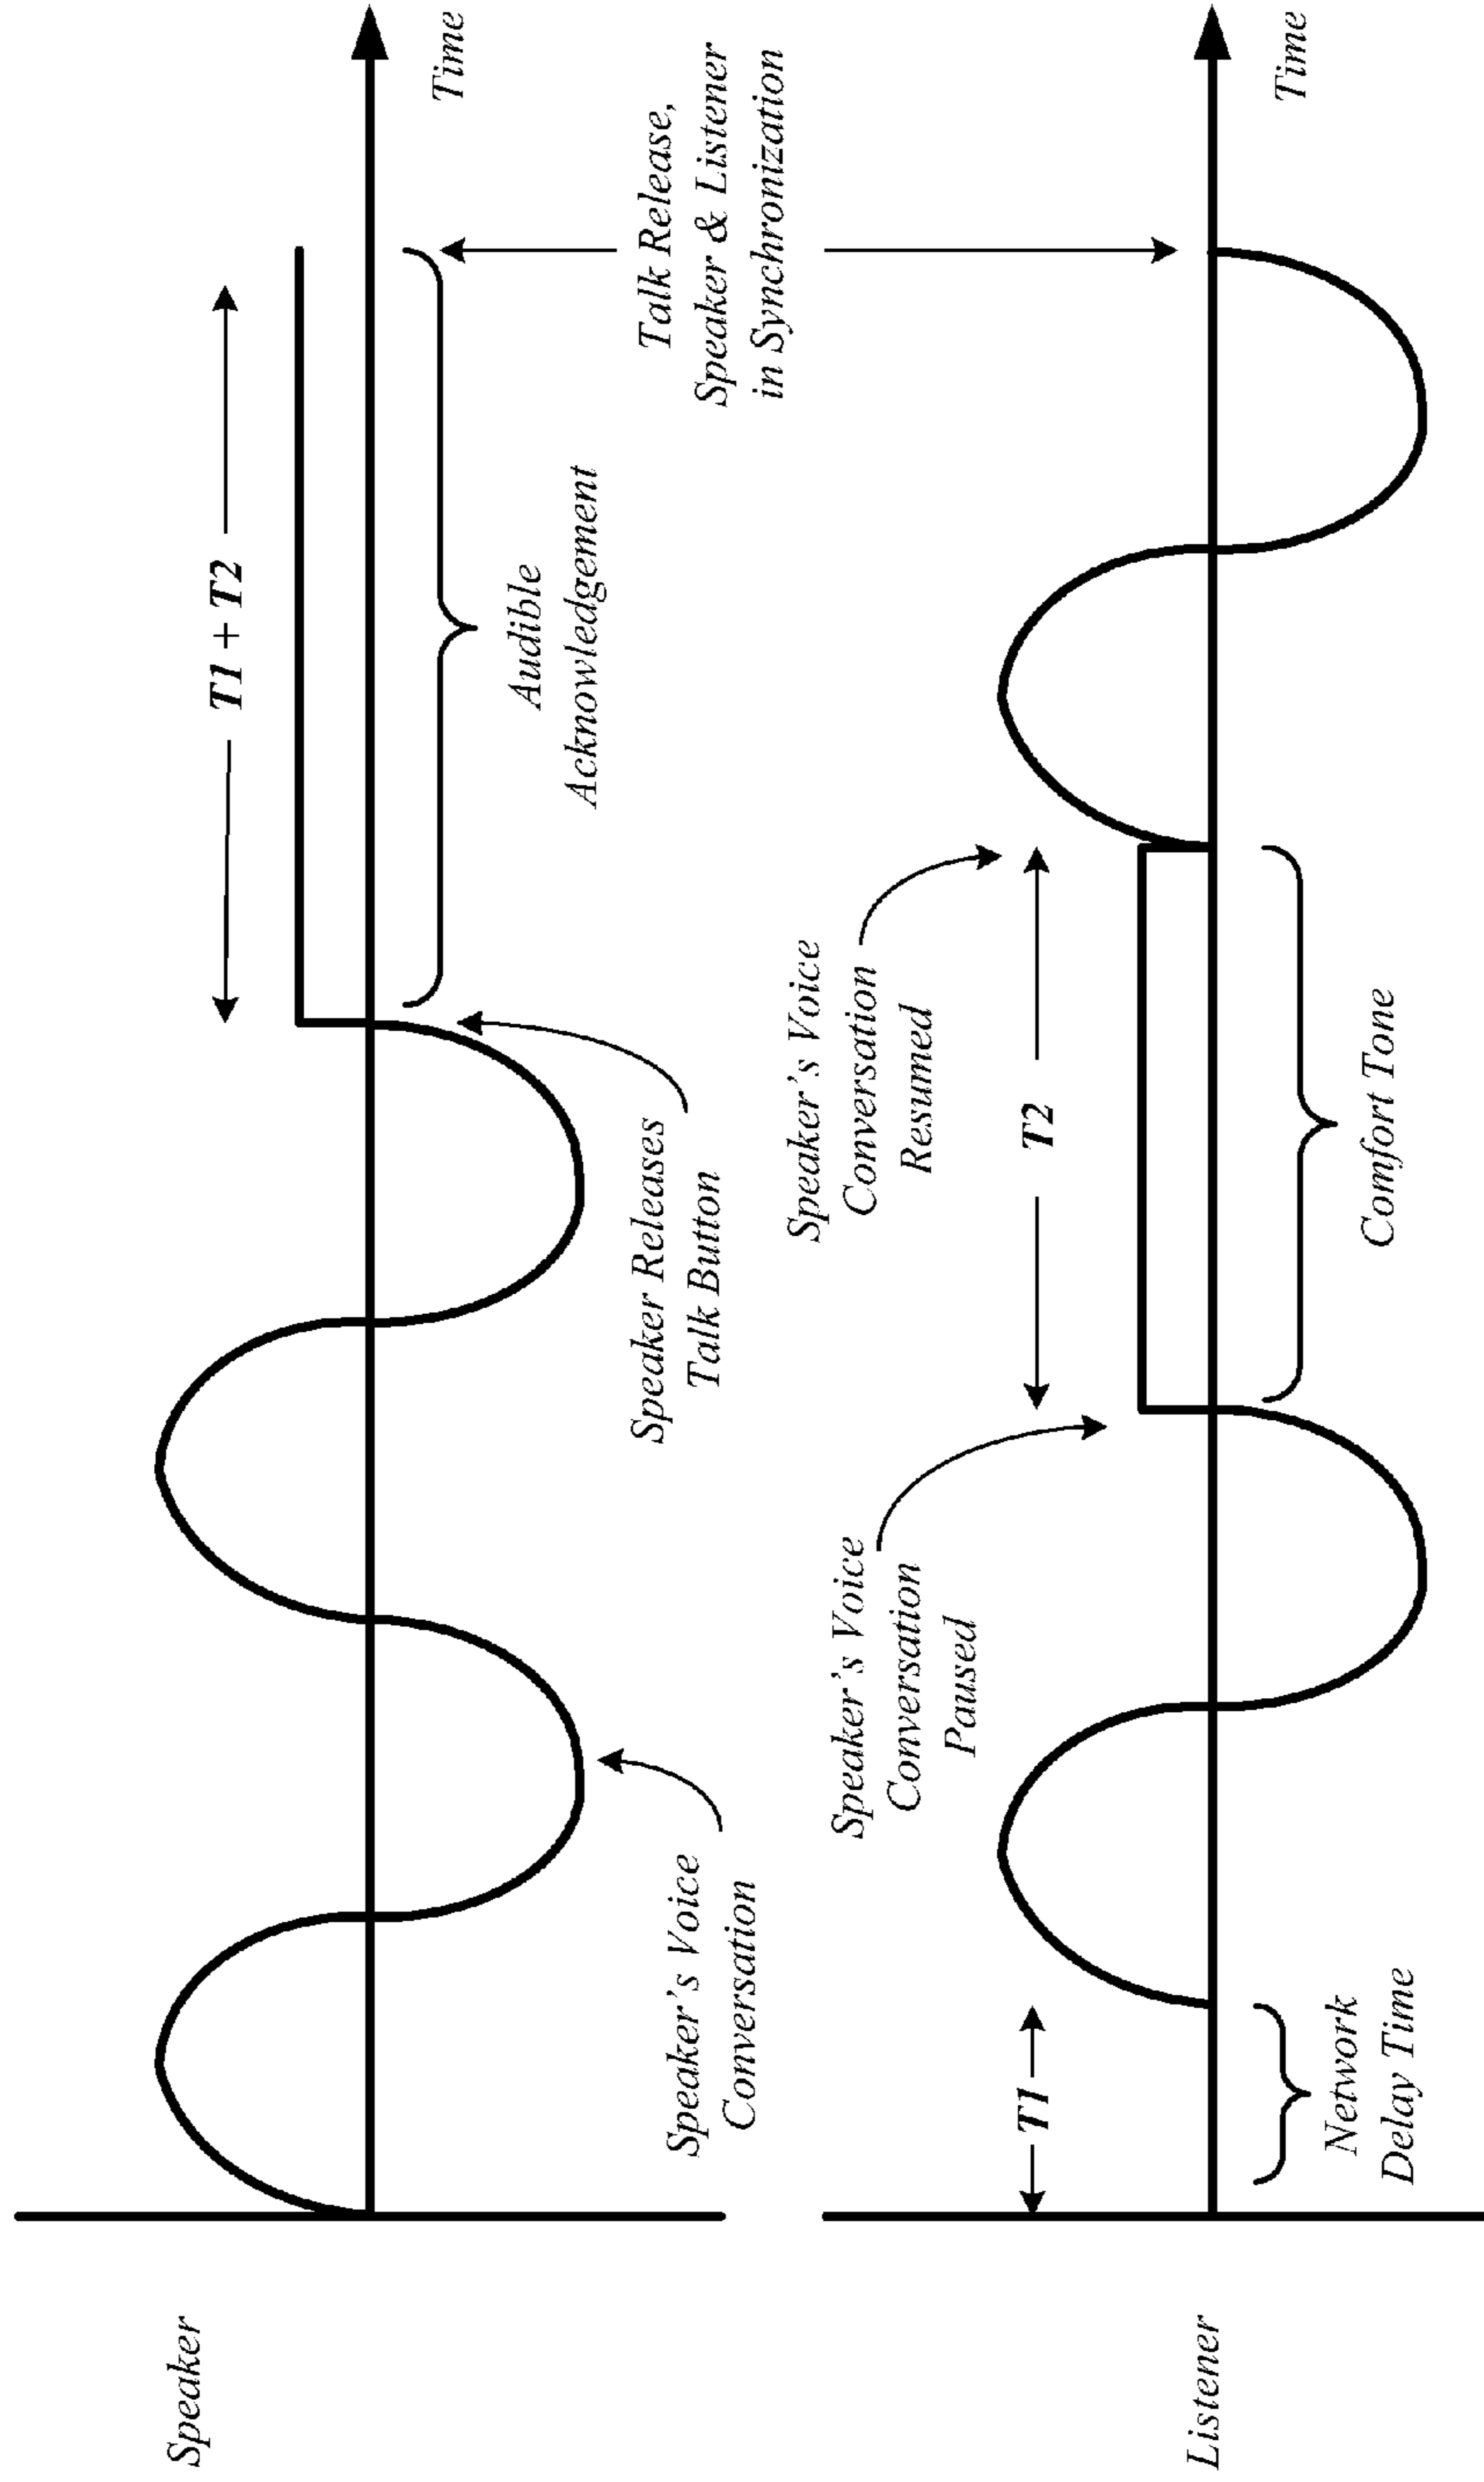 Speaker
T1 + T2
Time
Speaker's Voice
Conversation
Speaker Releases
Talk Button
Audible
Acknowledgement
Talk Release,
Speaker & Listener
in Synchronization
Listener
T1
Network
Delay Time
Speaker's Voice
Conversation
Paused
Speaker's Voice
Conversation
Resumed
T2
Comfort Tone
Time